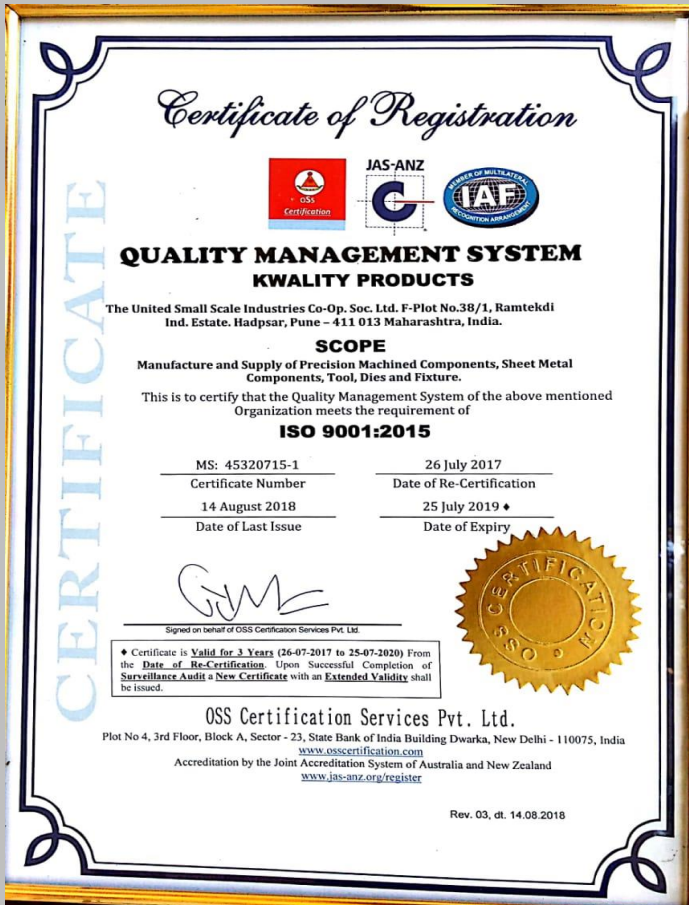 Certificate of Registration
oSs
Certification
JAS-ANZ
MEMBER OF MULTILATERAL
IAF
RECOGNITION ARRANGEMENT
CERTIFICATE
QUALITY MANAGEMENT SYSTEM
KWALITY PRODUCTS
The United Small Scale Industries Co-Op. Soc. Ltd. F-Plot No.38/1, Ramtekdi
Ind. Estate. Hadpsar, Pune – 411 013 Maharashtra, India.
SCOPE
Manufacture and Supply of Precision Machined Components, Sheet Metal
Components, Tool, Dies and Fixture.
This is to certify that the Quality Management System of the above mentioned
Organization meets the requirement of
ISO 9001:2015
MS: 45320715-1
Certificate Number
26 July 2017
Date of Re-Certification
14 August 2018
Date of Last Issue
25 July 2019 ♦
Date of Expiry
Signed on behalf of OSS Certification Services Pvt. Ltd.
OSS CERTIFICATION
♦ Certificate is Valid for 3 Years (26-07-2017 to 25-07-2020) From
the Date of Re-Certification. Upon Successful Completion of
Surveillance Audit a New Certificate with an Extended Validity shall
be issued.
OSS Certification Services Pvt. Ltd.
Plot No 4, 3rd Floor, Block A, Sector - 23, State Bank of India Building Dwarka, New Delhi - 110075, India
www.osscertification.com
Accreditation by the Joint Accreditation System of Australia and New Zealand
www.jas-anz.org/register
Rev. 03, dt. 14.08.2018